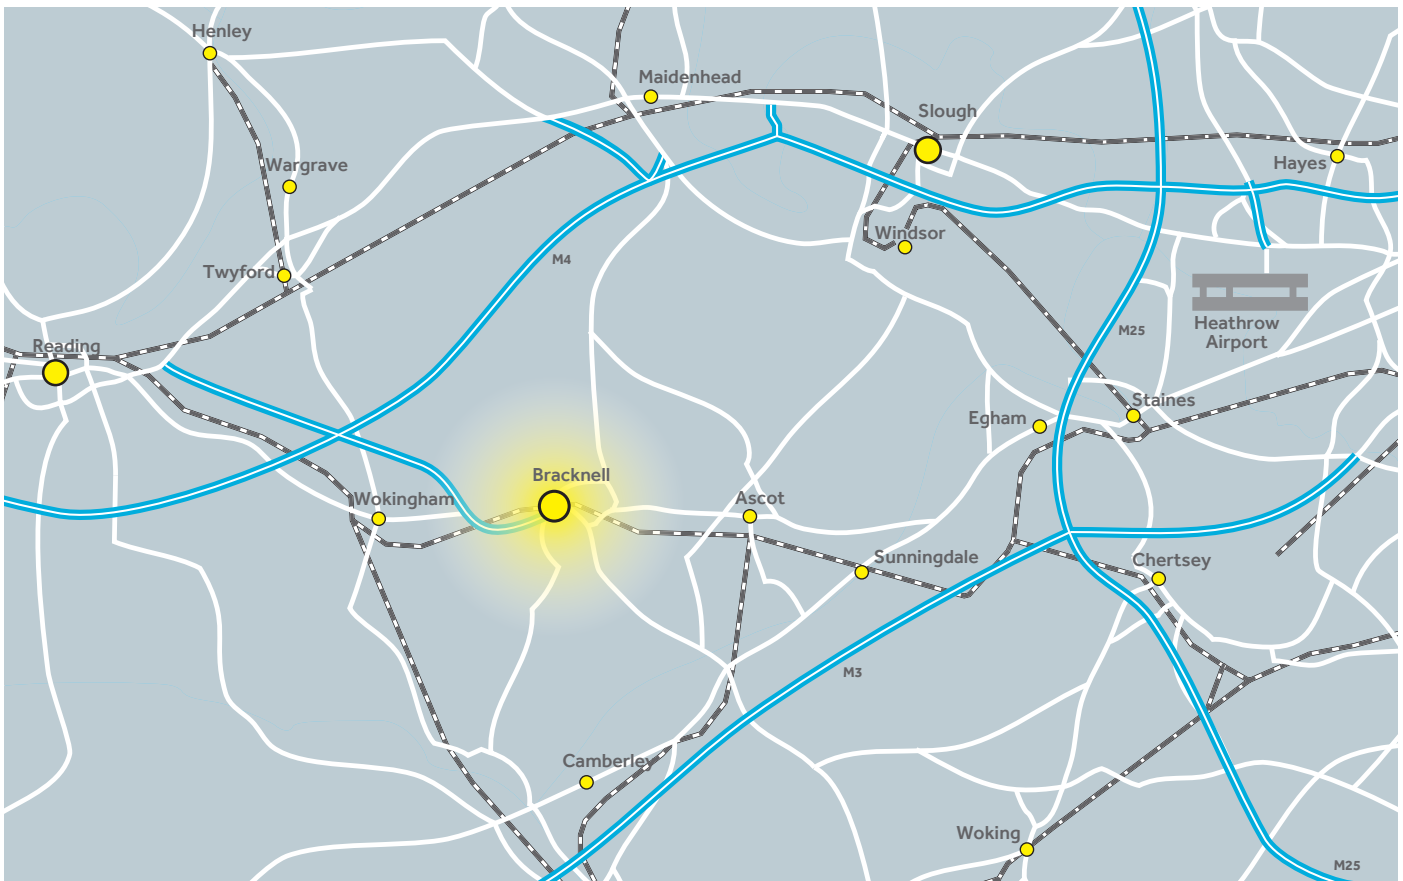 Henley
Maidenhead
Slough
Hayes
Wargrave
Windsor
Twyford
M4
Heathrow
Airport
M25
Reading
Staines
Egham
Bracknell
Wokingham
Ascot
Sunningdale
Chertsey
M3
Camberley
Woking
M25